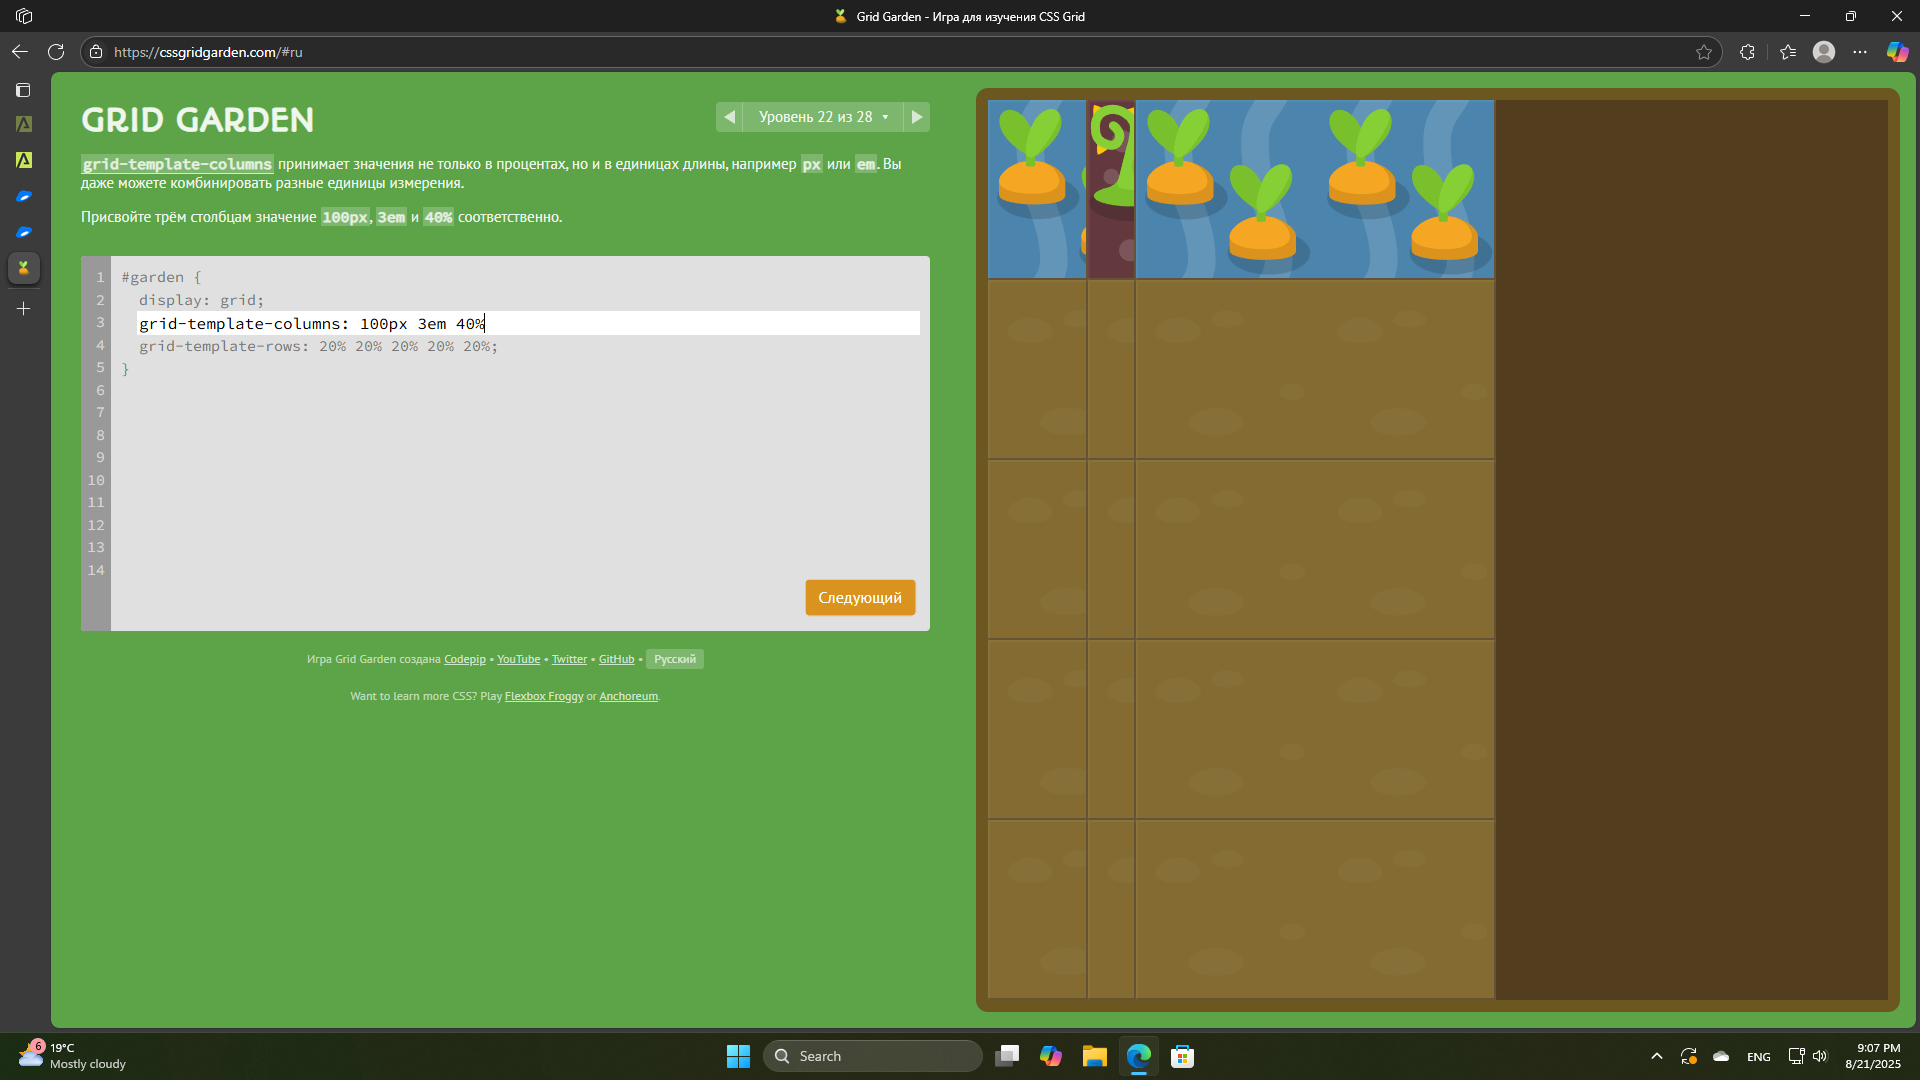 Grid Garden - Игра для изучения CSS Grid
https://cssgridgarden.com/#ru
GRID GARDEN
Уровень 22 из 28
grid-template-columns принимает значения не только в процентах, но и в единицах длины, например px или em. Вы
даже можете комбинировать разные единицы измерения.
Присвойте трём столбцам значение 100px, 3em и 40% соответственно.
1 #garden {
2 display: grid;
3 grid-template-columns: 100px 3em 40%
4 grid-template-rows: 20% 20% 20% 20% 20%;
5 }
6
7
8
9
10
11
12
13
14
Следующий
Игра Grid Garden создана Codepip • YouTube • Twitter • GitHub • Русский
Want to learn more CSS? Play Flexbox Froggy or Anchoreum.
6
19°C
Mostly cloudy
Search
ENG
9:07 PM
8/21/2025